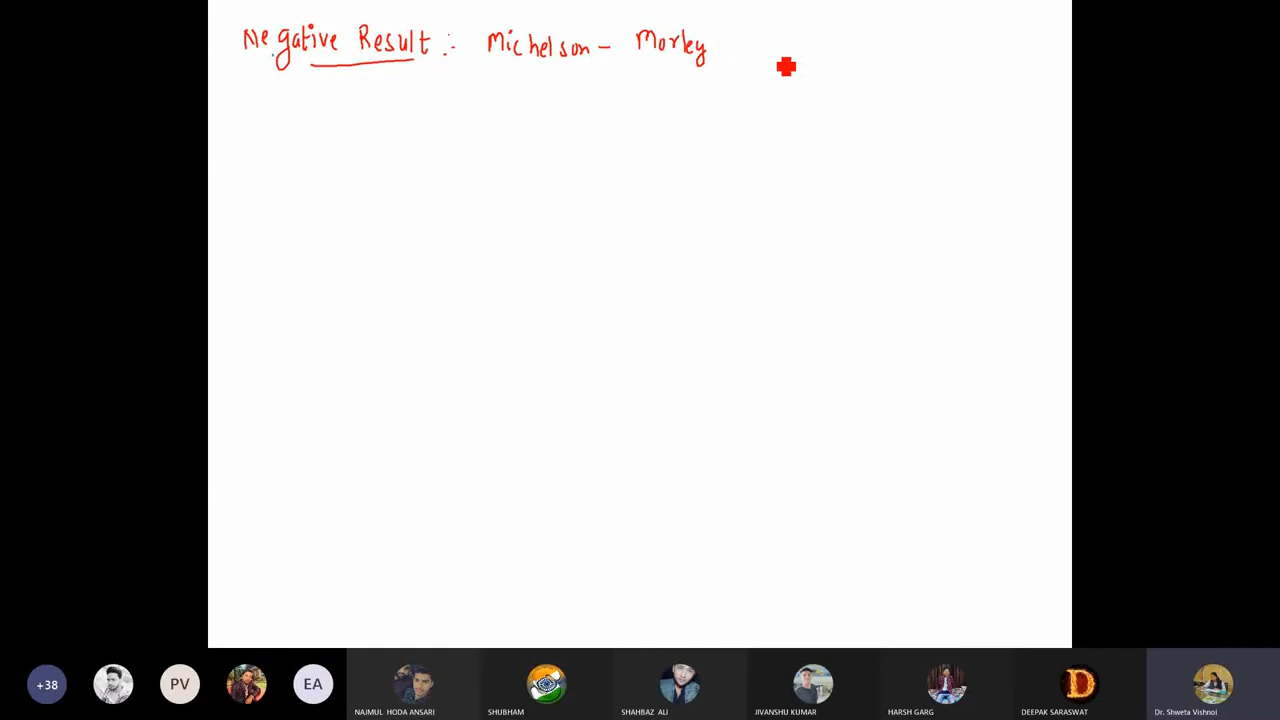 Negative Result :- Michelson - Morley
+38
PV
EA
NAJMUL HODA ANSARI
SHUBHAM
SHAHBAZ ALI
JIVANSHU KUMAR
HARSH GARG
D
DEEPAK SARASWAT
Dr. Shweta Vishnoi